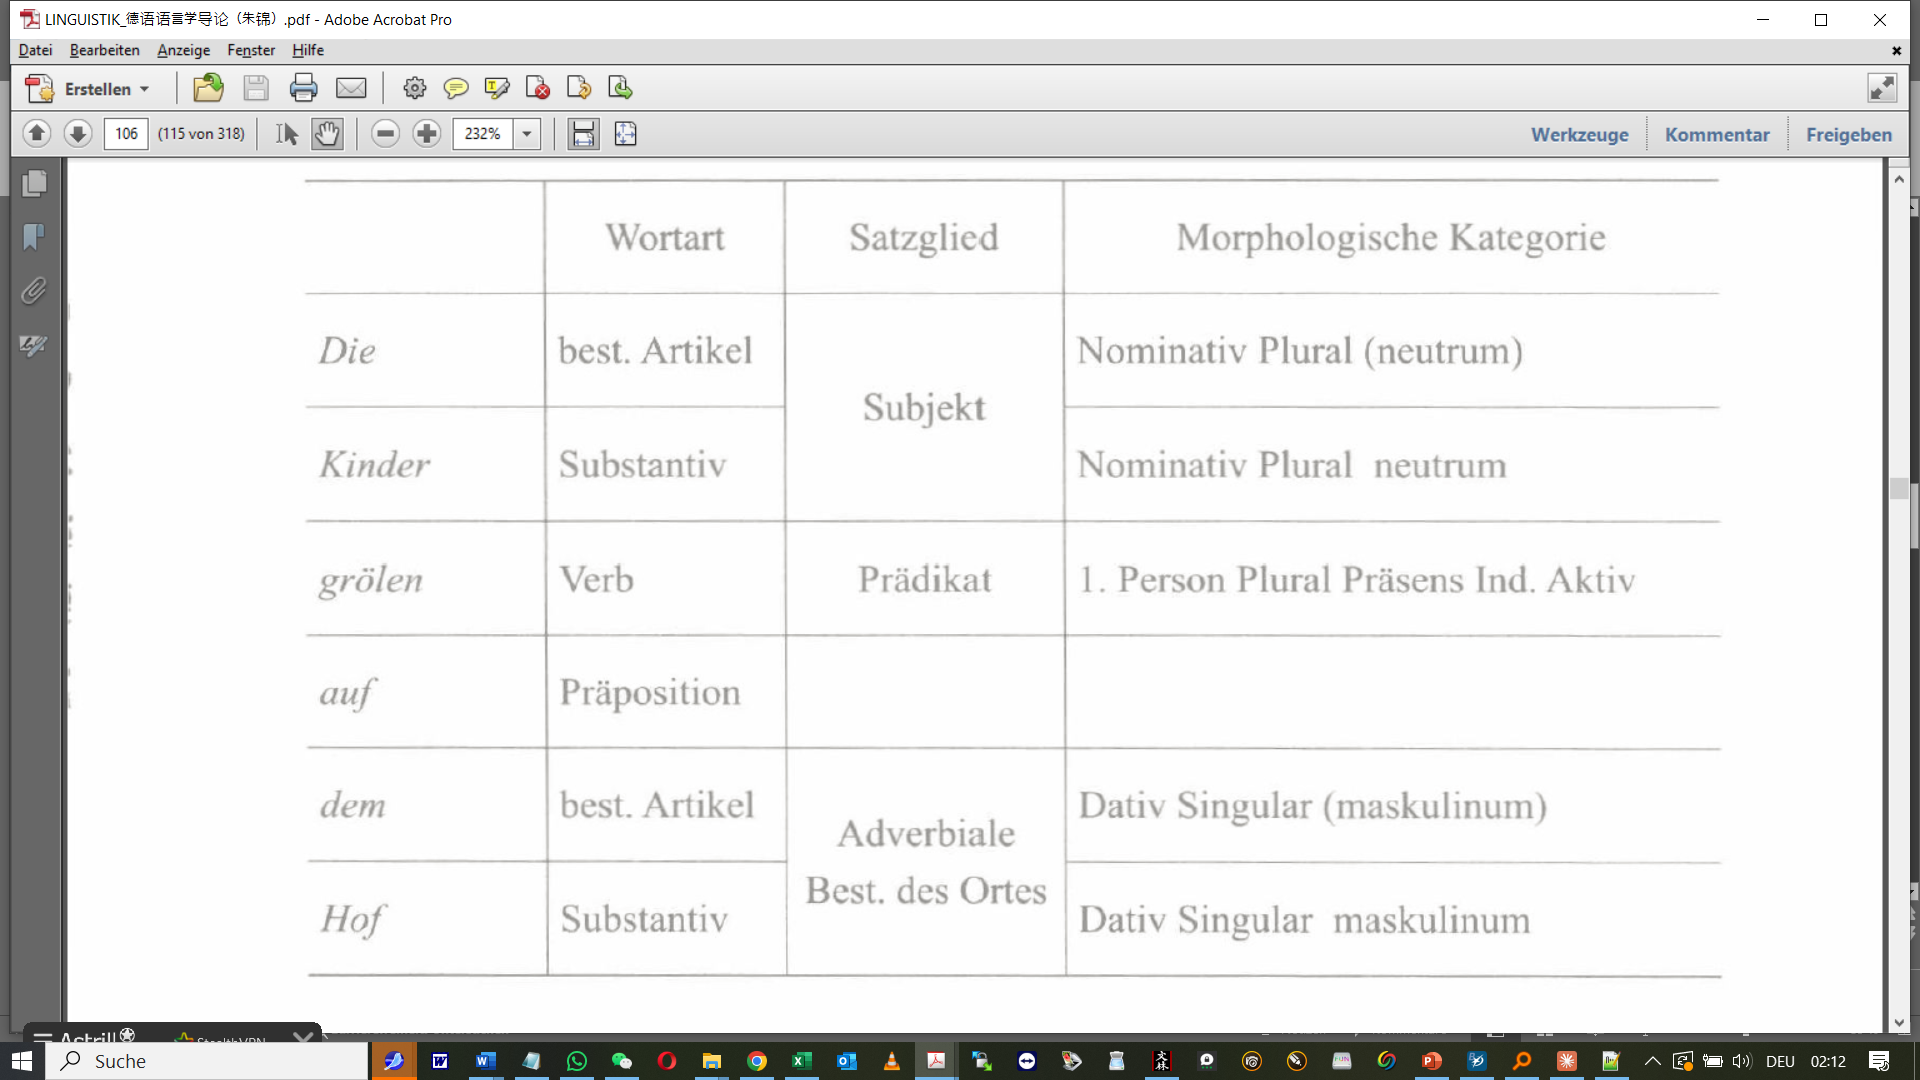 LINGUISTIK_德语语言学导论（朱锦）.pdf - Adobe Acrobat Pro
Datei Bearbeiten Anzeige Fenster Hilfe
Erstellen
106 (115 von 318) 232% Werkzeuge Kommentar Freigeben
Wortart Satzglied Morphologische Kategorie
Die best. Artikel Nominativ Plural (neutrum)
Subjekt
Kinder Substantiv Nominativ Plural neutrum
grölen Verb Prädikat 1. Person Plural Präsens Ind. Aktiv
auf Präposition
dem best. Artikel Dativ Singular (maskulinum)
Adverbiale
Best. des Ortes
Hof Substantiv Dativ Singular maskulinum
Astrill StealthVPN
Suche DEU 02:12